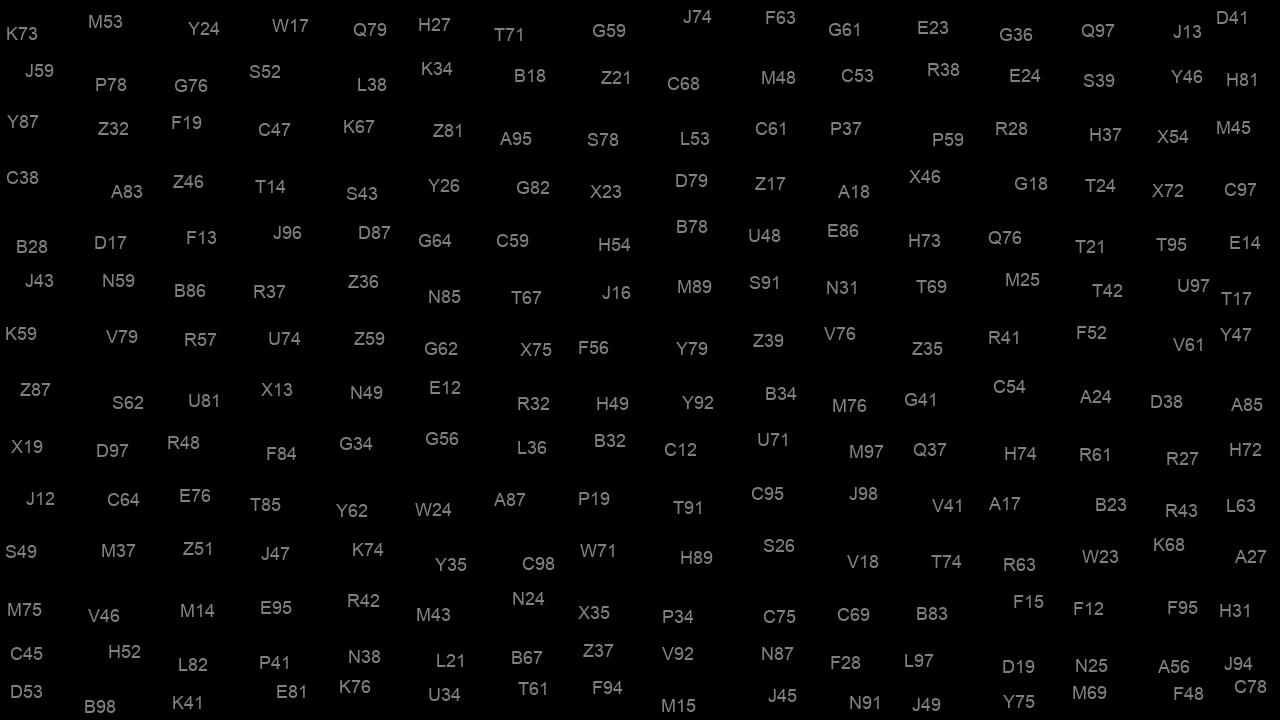 K73 M53 Y24 W17 Q79 H27 T71 G59 J74 F63 G61 E23 G36 Q97 J13 D41
J59 P78 G76 S52 L38 K34 B18 Z21 C68 M48 C53 R38 E24 S39 Y46 H81
Y87 Z32 F19 C47 K67 Z81 A95 S78 L53 C61 P37 P59 R28 H37 X54 M45
C38 A83 Z46 T14 S43 Y26 G82 X23 D79 Z17 A18 X46 G18 T24 X72 C97
B28 D17 F13 J96 D87 G64 C59 H54 B78 U48 E86 H73 Q76 T21 T95 E14
J43 N59 B86 R37 Z36 N85 T67 J16 M89 S91 N31 T69 M25 T42 U97 T17
K59 V79 R57 U74 Z59 G62 X75 F56 Y79 Z39 V76 Z35 R41 F52 V61 Y47
Z87 S62 U81 X13 N49 E12 R32 H49 Y92 B34 M76 G41 C54 A24 D38 A85
X19 D97 R48 F84 G34 G56 L36 B32 C12 U71 M97 Q37 H74 R61 R27 H72
J12 C64 E76 T85 Y62 W24 A87 P19 T91 C95 J98 V41 A17 B23 R43 L63
S49 M37 Z51 J47 K74 Y35 C98 W71 H89 S26 V18 T74 R63 W23 K68 A27
M75 V46 M14 E95 R42 M43 N24 X35 P34 C75 C69 B83 F15 F12 F95 H31
C45 H52 L82 P41 N38 L21 B67 Z37 V92 N87 F28 L97 D19 N25 A56 J94
D53 B98 K41 E81 K76 U34 T61 F94 M15 J45 N91 J49 Y75 M69 F48 C78